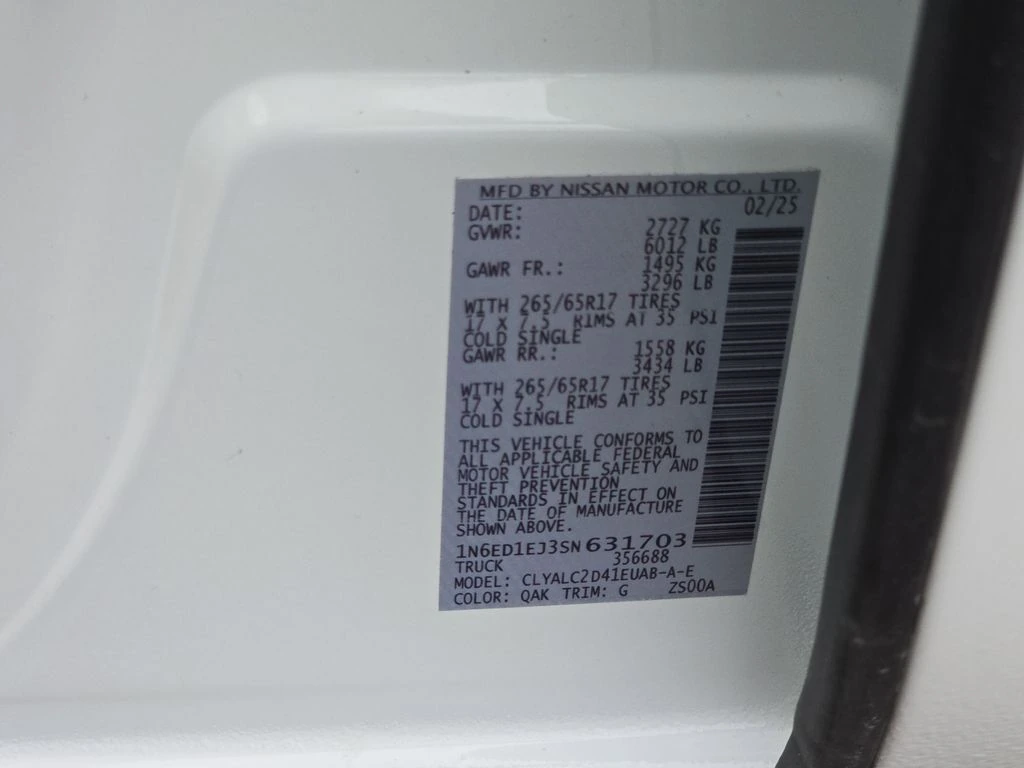 MFD BY NISSAN MOTOR CO., LTD.
DATE: 02/25
GVWR: 2727 KG
6012 LB
GAWR FR.: 1495 KG
3296 LB
WITH 265/65R17 TIRES
17 X 7.5 RIMS AT 35 PSI
COLD SINGLE
GAWR RR.: 1558 KG
3434 LB
WITH 265/65R17 TIRES
17 X 7.5 RIMS AT 35 PSI
COLD SINGLE
THIS VEHICLE CONFORMS TO
ALL APPLICABLE FEDERAL
MOTOR VEHICLE SAFETY AND
THEFT PREVENTION
STANDARDS IN EFFECT ON
THE DATE OF MANUFACTURE
SHOWN ABOVE.
1N6ED1EJ3SN631703
TRUCK 356688
MODEL: CLYALC2D41EUAB-A-E
COLOR: QAK TRIM: G ZS00A